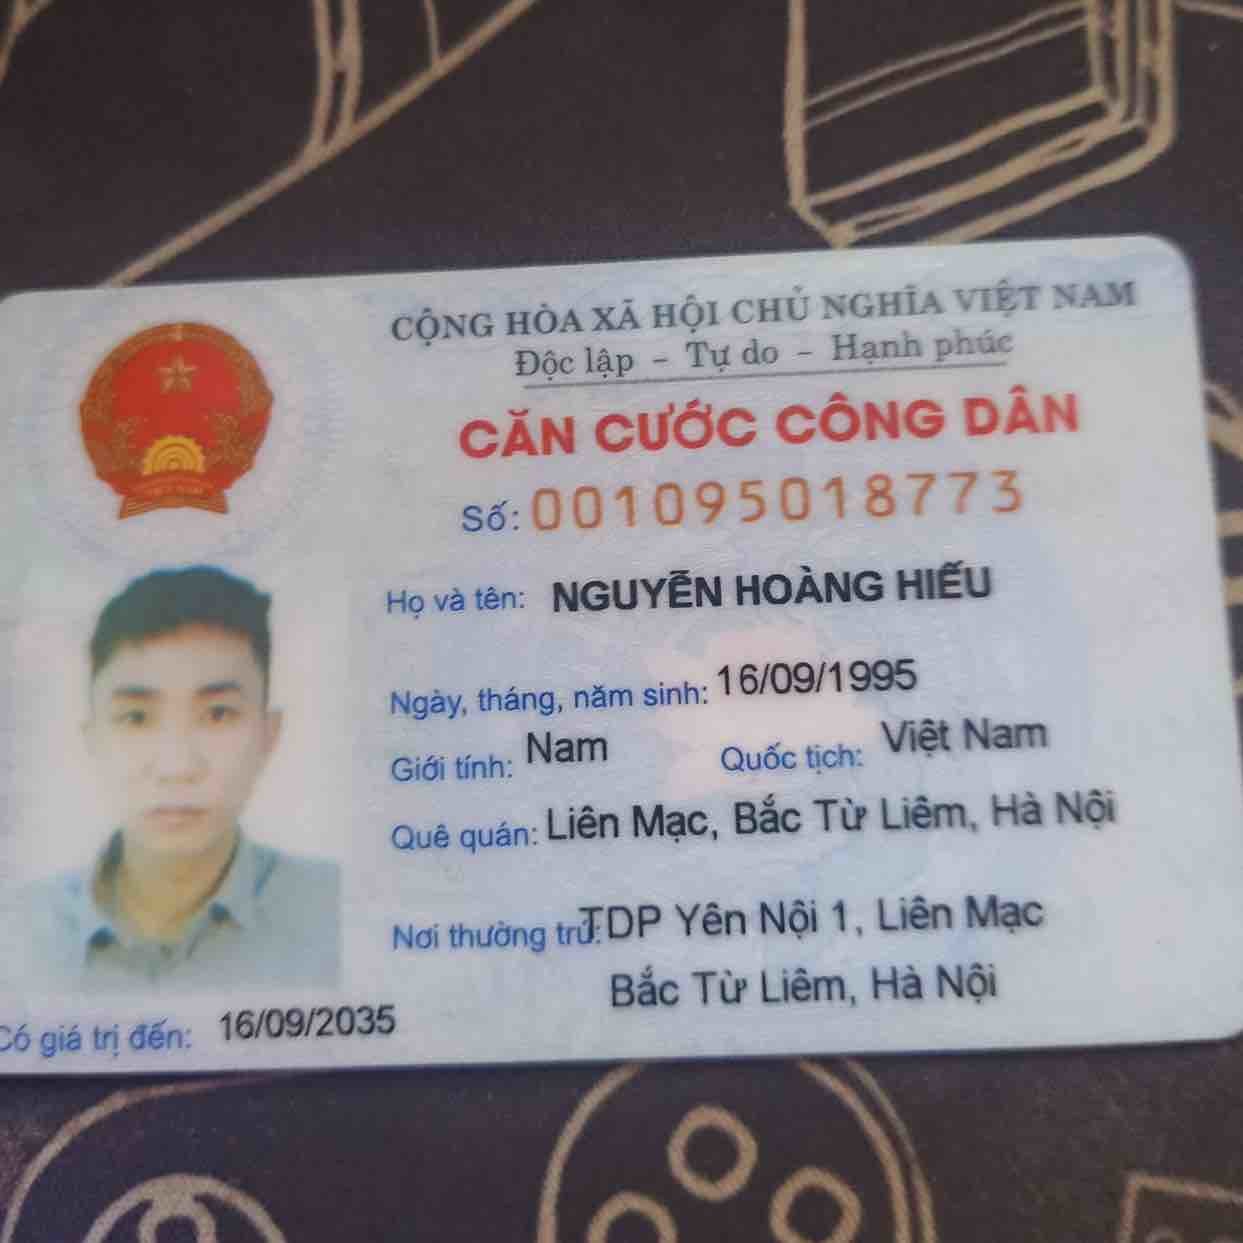 CỘNG HÒA XÃ HỘI CHỦ NGHĨA VIỆT NAM
Độc lập - Tự do - Hạnh phúc
CĂN CƯỚC CÔNG DÂN
Số: 001095018773
Họ và tên: NGUYỄN HOÀNG HIẾU
Ngày, tháng, năm sinh: 16/09/1995
Giới tính: Nam Quốc tịch: Việt Nam
Quê quán: Liên Mạc, Bắc Từ Liêm, Hà Nội
Nơi thường trú: TDP Yên Nội 1, Liên Mạc
Bắc Từ Liêm, Hà Nội
Có giá trị đến: 16/09/2035